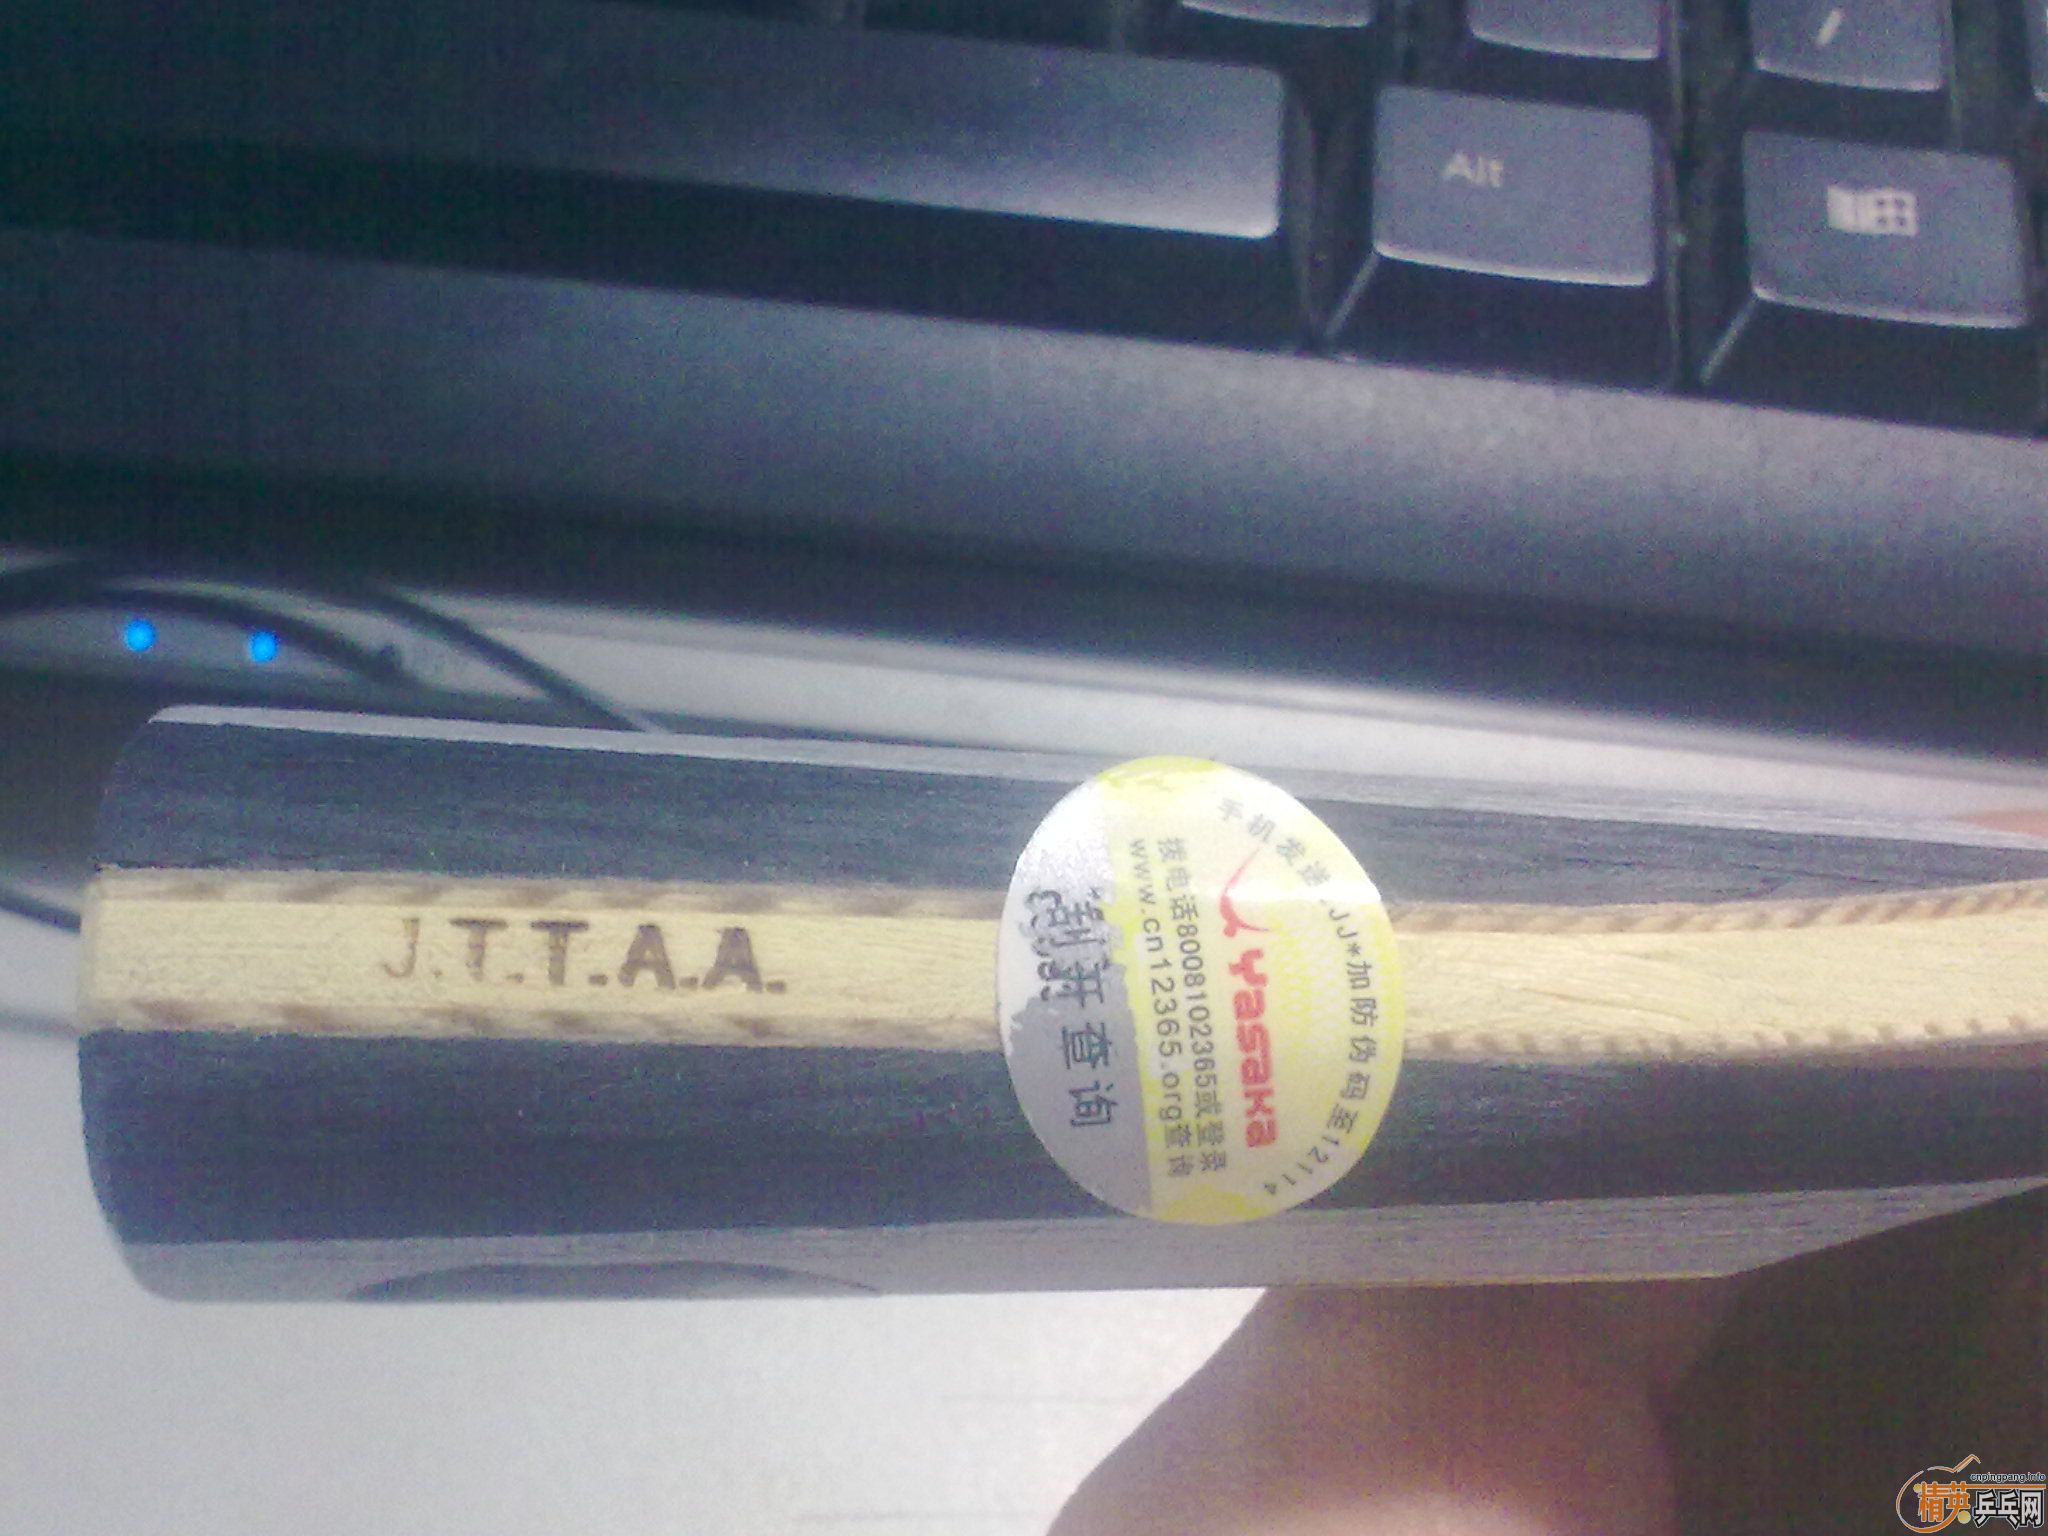 Alt
J.T.T.A.A.
手机发送JJ*加防伪码至12114
Yasaka
拨电话8008102365或登录
www.cn12365.org查询
刮开查询
cnpingpang.info
精英乒乓网